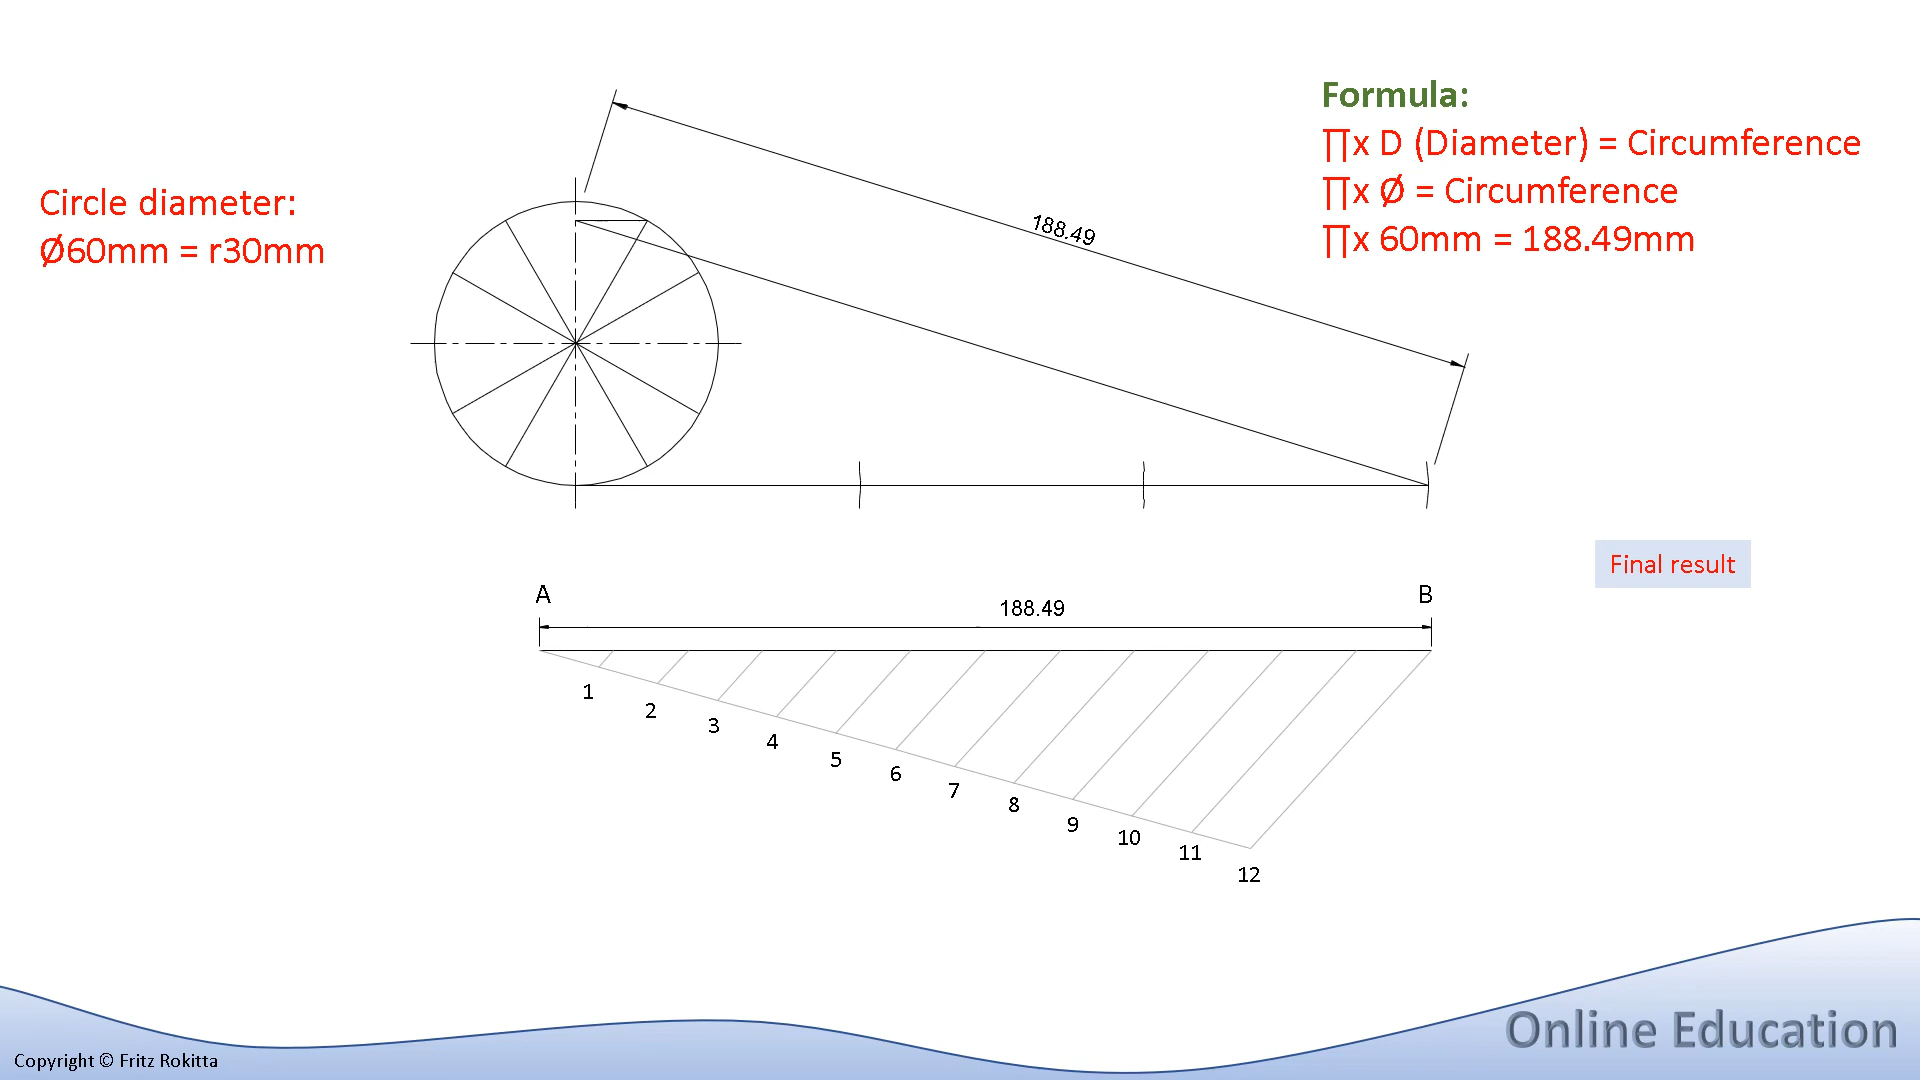 Formula:
∏x D (Diameter) = Circumference
∏x Ø = Circumference
∏x 60mm = 188.49mm
Circle diameter:
Ø60mm = r30mm
188.49
Final result
A
B
188.49
1
2
3
4
5
6
7
8
9
10
11
12
Online Education
Copyright © Fritz Rokitta